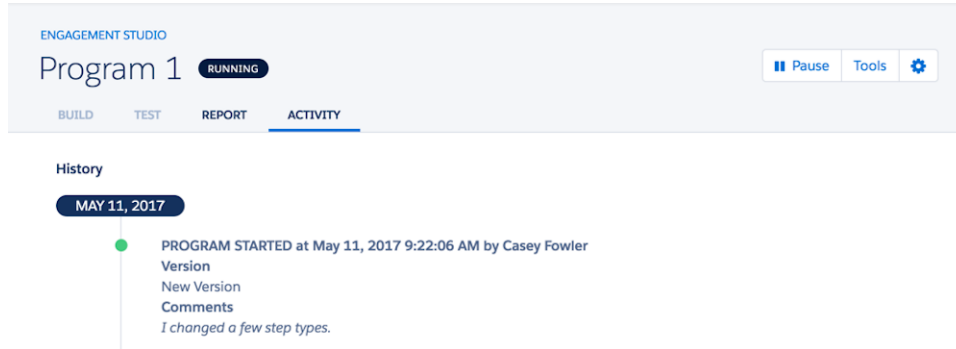 ENGAGEMENT STUDIO
Program 1 RUNNING
Pause Tools
BUILD TEST REPORT ACTIVITY
History
MAY 11, 2017
PROGRAM STARTED at May 11, 2017 9:22:06 AM by Casey Fowler
Version
New Version
Comments
I changed a few step types.